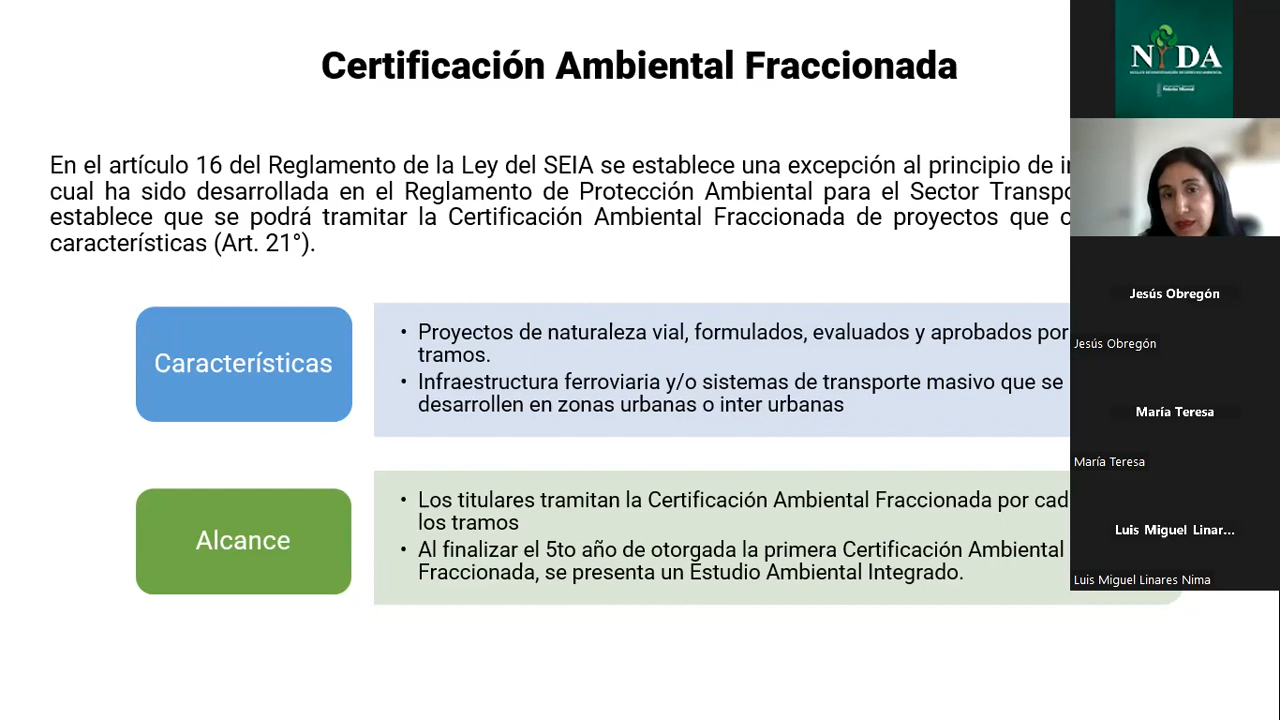 Certificación Ambiental Fraccionada
En el artículo 16 del Reglamento de la Ley del SEIA se establece una excepción al principio de
cual ha sido desarrollada en el Reglamento de Protección Ambiental para el Sector
establece que se podrá tramitar la Certificación Ambiental Fraccionada de proyectos que
características (Art. 21°).
Características
• Proyectos de naturaleza vial, formulados, evaluados y aprobados por
tramos.
• Infraestructura ferroviaria y/o sistemas de transporte masivo que se
desarrollen en zonas urbanas o inter urbanas
Alcance
• Los titulares tramitan la Certificación Ambiental Fraccionada por
los tramos
• Al finalizar el 5to año de otorgada la primera Certificación Ambiental
Fraccionada, se presenta un Estudio Ambiental Integrado.
NIDA
Jesús Obregón
Jesús Obregón
María Teresa
María Teresa
Luis Miguel Linar...
Luis Miguel Linares Nima